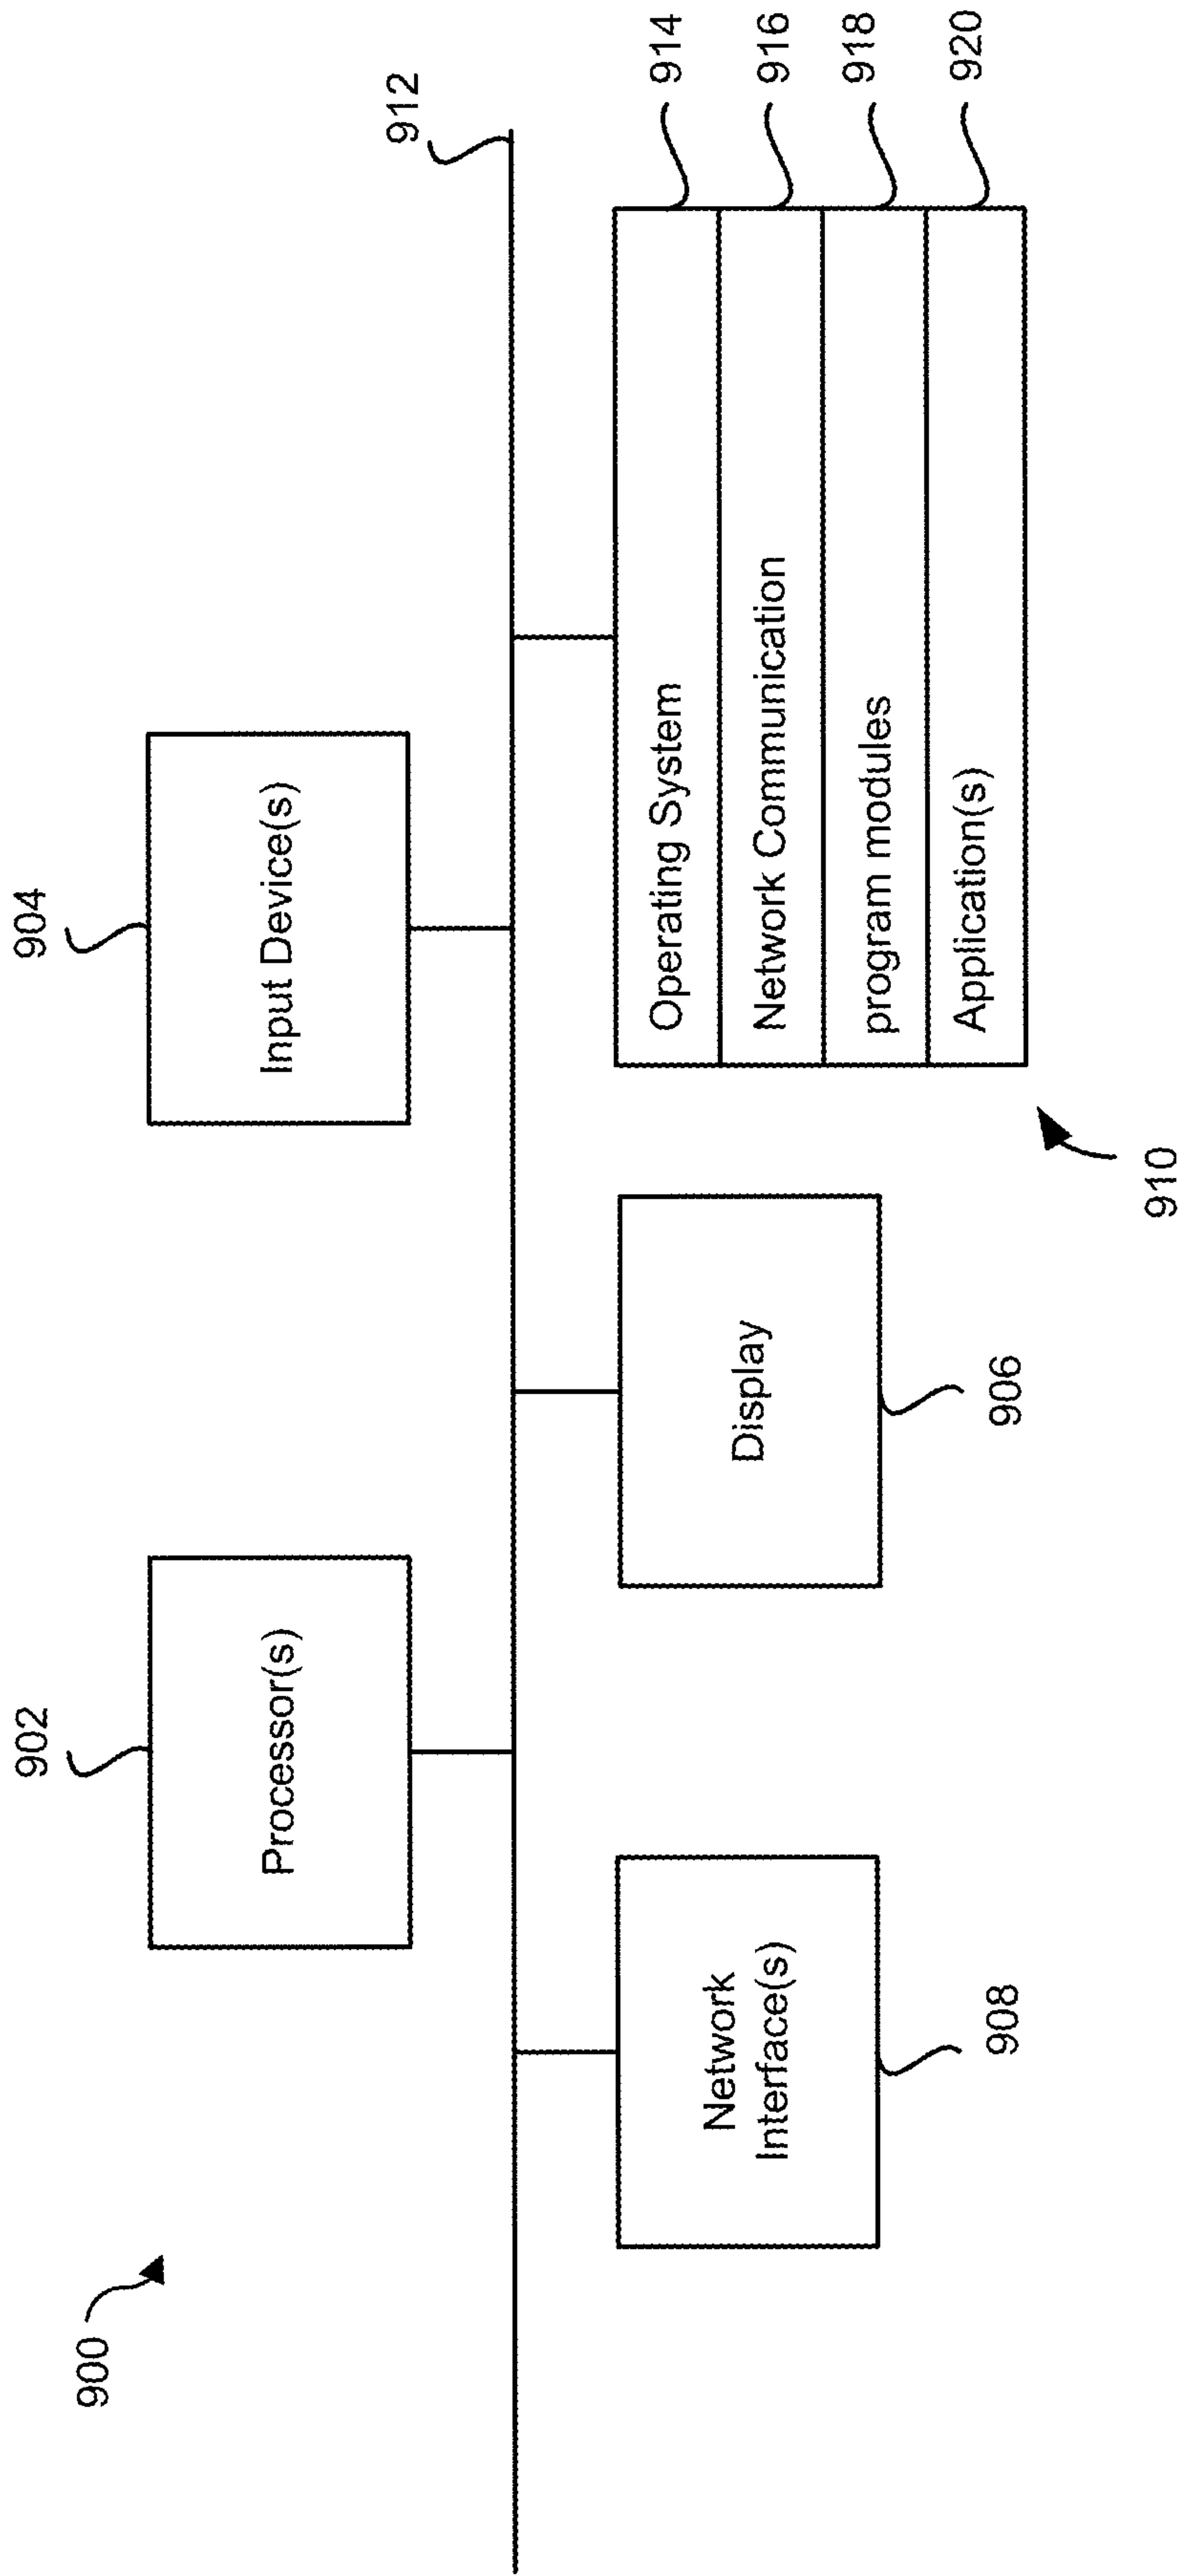 900
902
Processor(s)
904
Input Device(s)
912
Network
Interface(s)
908
Display
906
Operating System
914
Network Communication
916
program modules
918
Application(s)
920
910